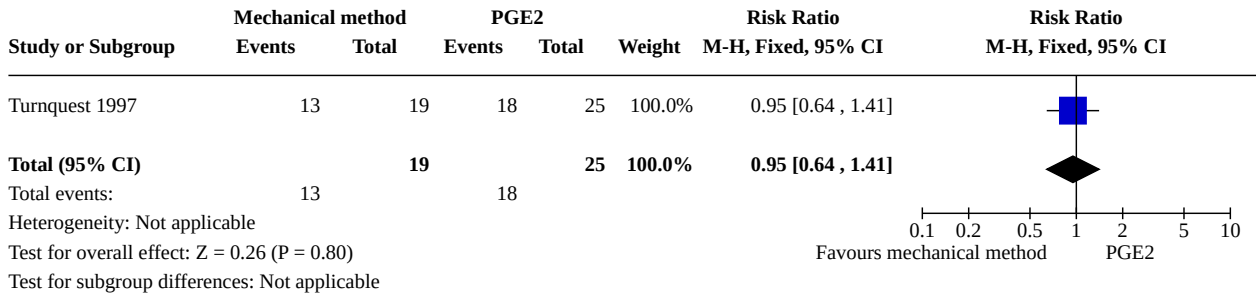 Mechanical method PGE2 Risk Ratio Risk Ratio
Study or Subgroup Events Total Events Total Weight M-H, Fixed, 95% CI M-H, Fixed, 95% CI
Turnquest 1997 13 19 18 25 100.0% 0.95 [0.64 , 1.41]
Total (95% CI) 19 25 100.0% 0.95 [0.64 , 1.41]
Total events: 13 18
Heterogeneity: Not applicable
0.1 0.2 0.5 1 2 5 10
Test for overall effect: Z = 0.26 (P = 0.80)
Favours mechanical method PGE2
Test for subgroup differences: Not applicable